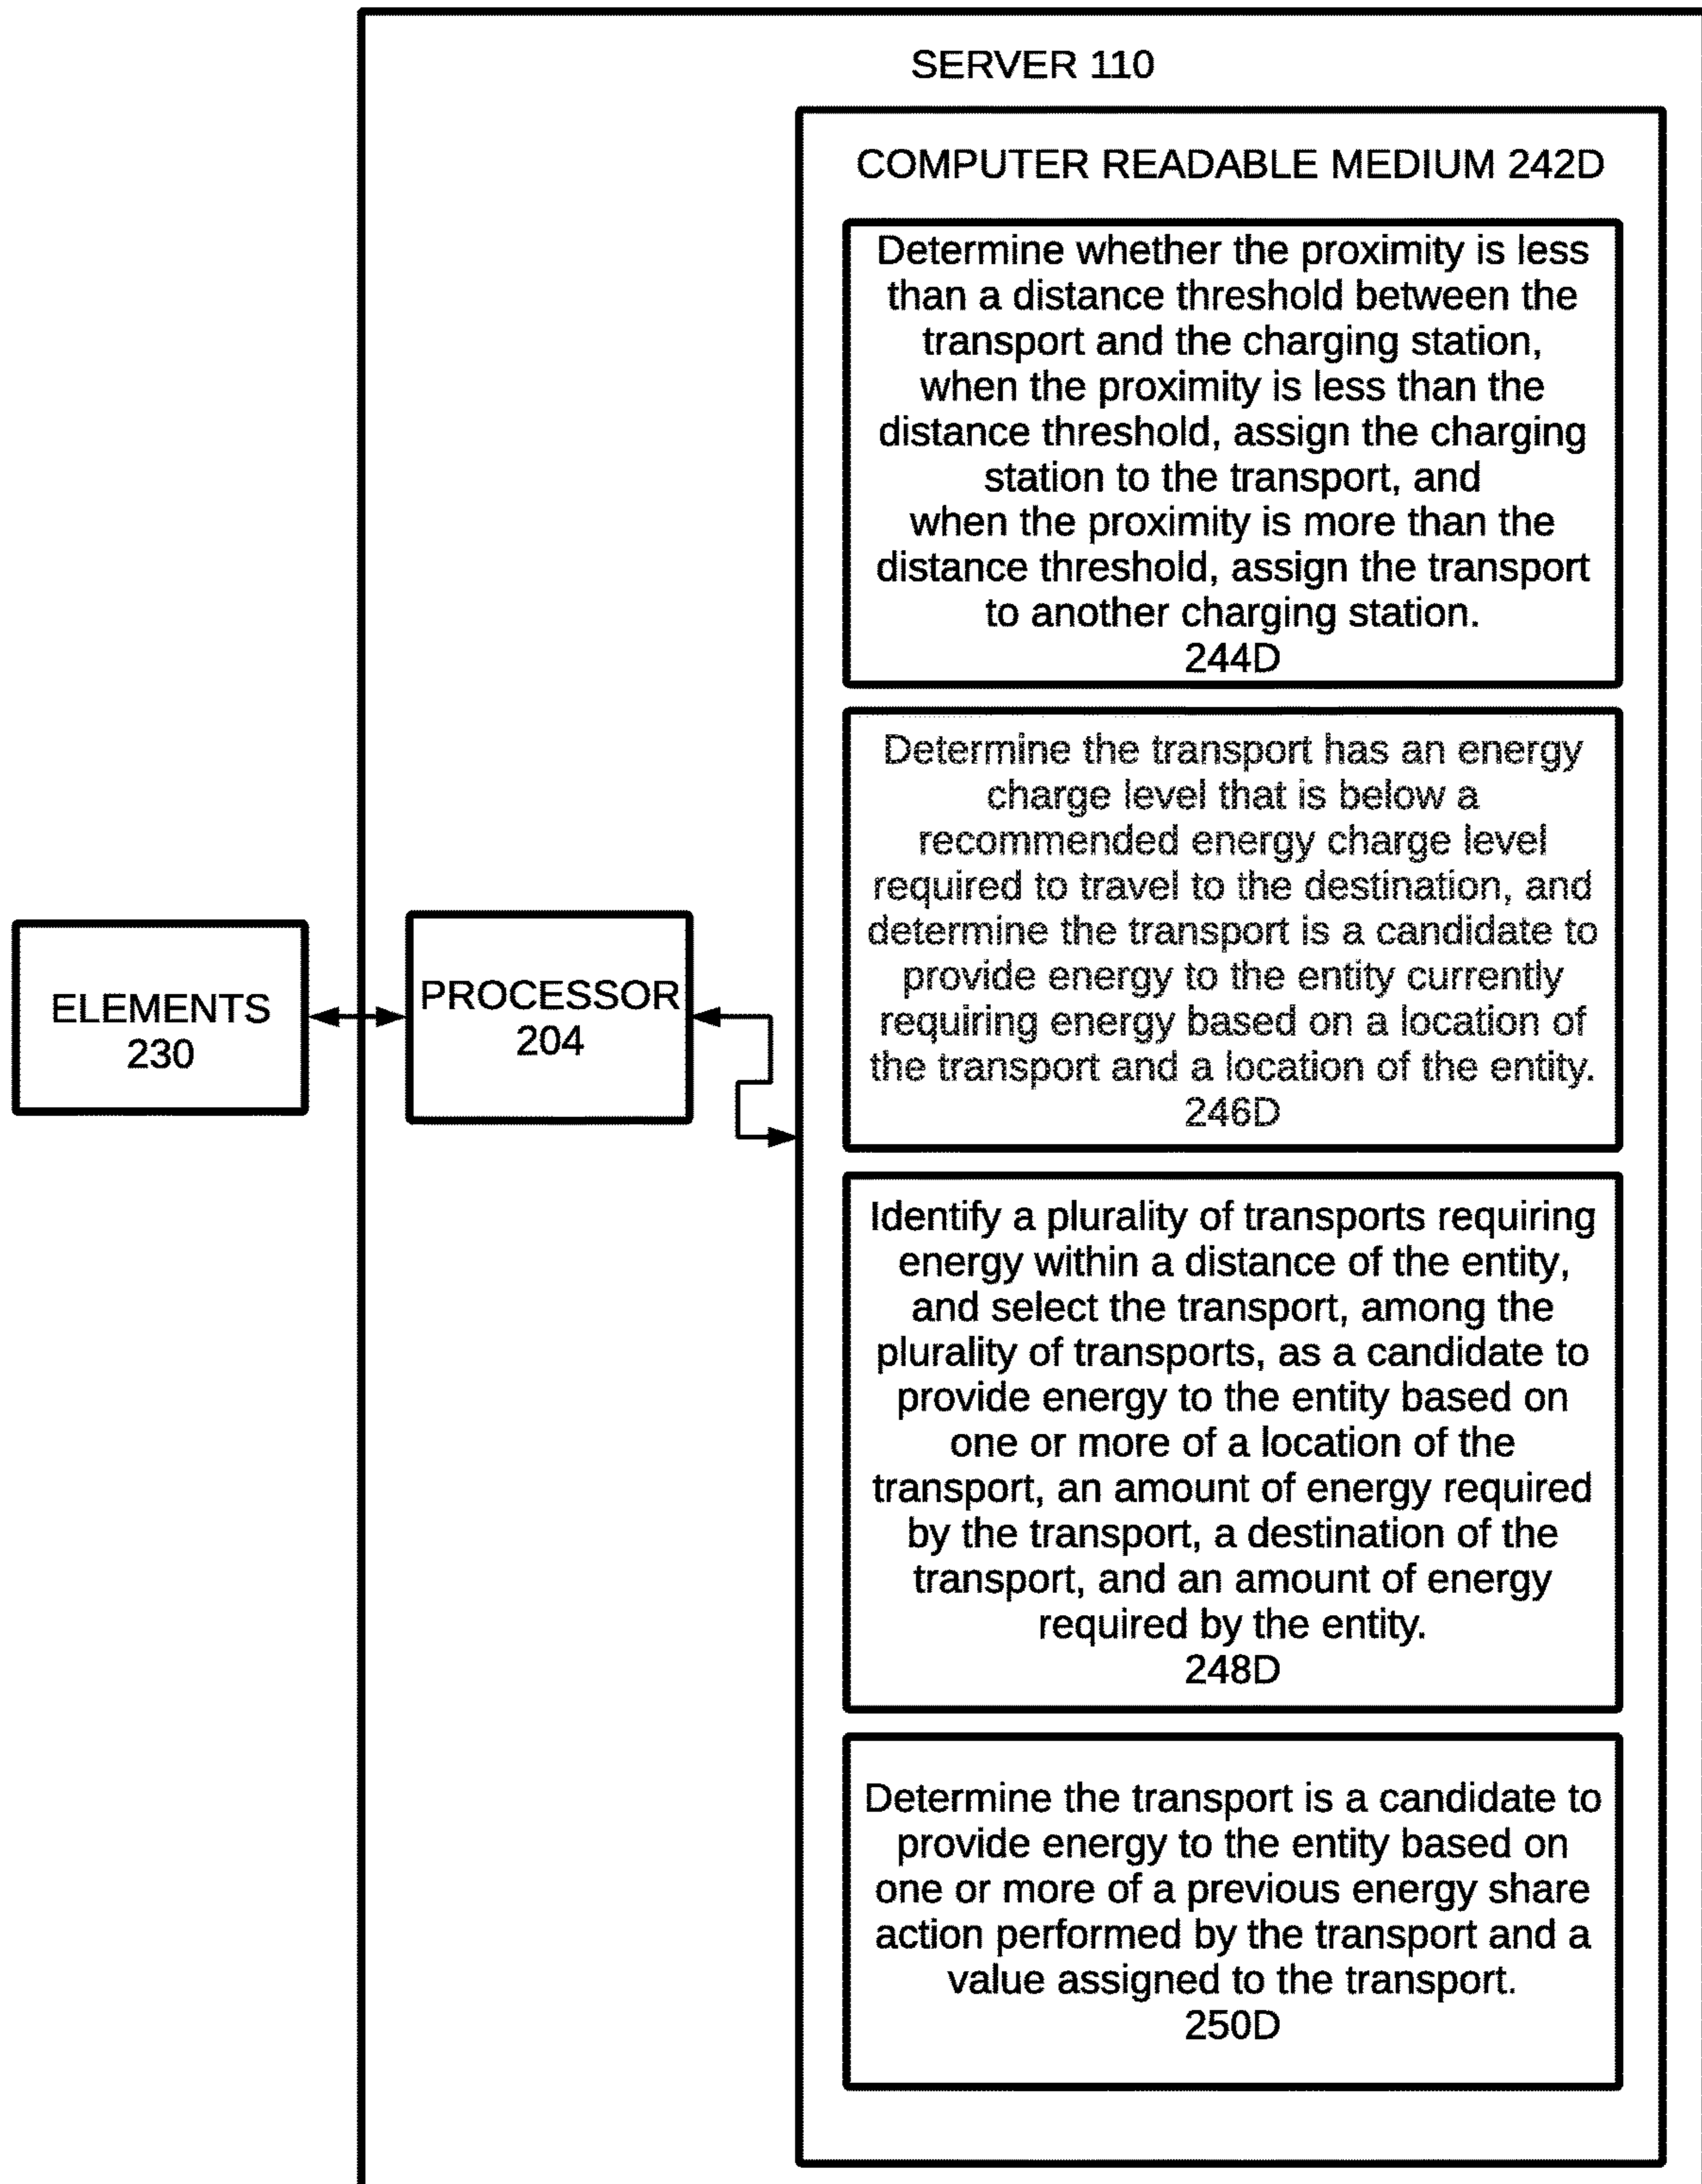 SERVER 110
COMPUTER READABLE MEDIUM 242D
Determine whether the proximity is less
than a distance threshold between the
transport and the charging station,
when the proximity is less than the
distance threshold, assign the charging
station to the transport, and
when the proximity is more than the
distance threshold, assign the transport
to another charging station.
244D
Determine the transport has an energy
charge level that is below a
recommended energy charge level
required to travel to the destination, and
determine the transport is a candidate to
provide energy to the entity currently
requiring energy based on a location of
the transport and a location of the entity.
246D
ELEMENTS
230
PROCESSOR
204
Identify a plurality of transports requiring
energy within a distance of the entity,
and select the transport, among the
plurality of transports, as a candidate to
provide energy to the entity based on
one or more of a location of the
transport, an amount of energy required
by the transport, a destination of the
transport, and an amount of energy
required by the entity.
248D
Determine the transport is a candidate to
provide energy to the entity based on
one or more of a previous energy share
action performed by the transport and a
value assigned to the transport.
250D